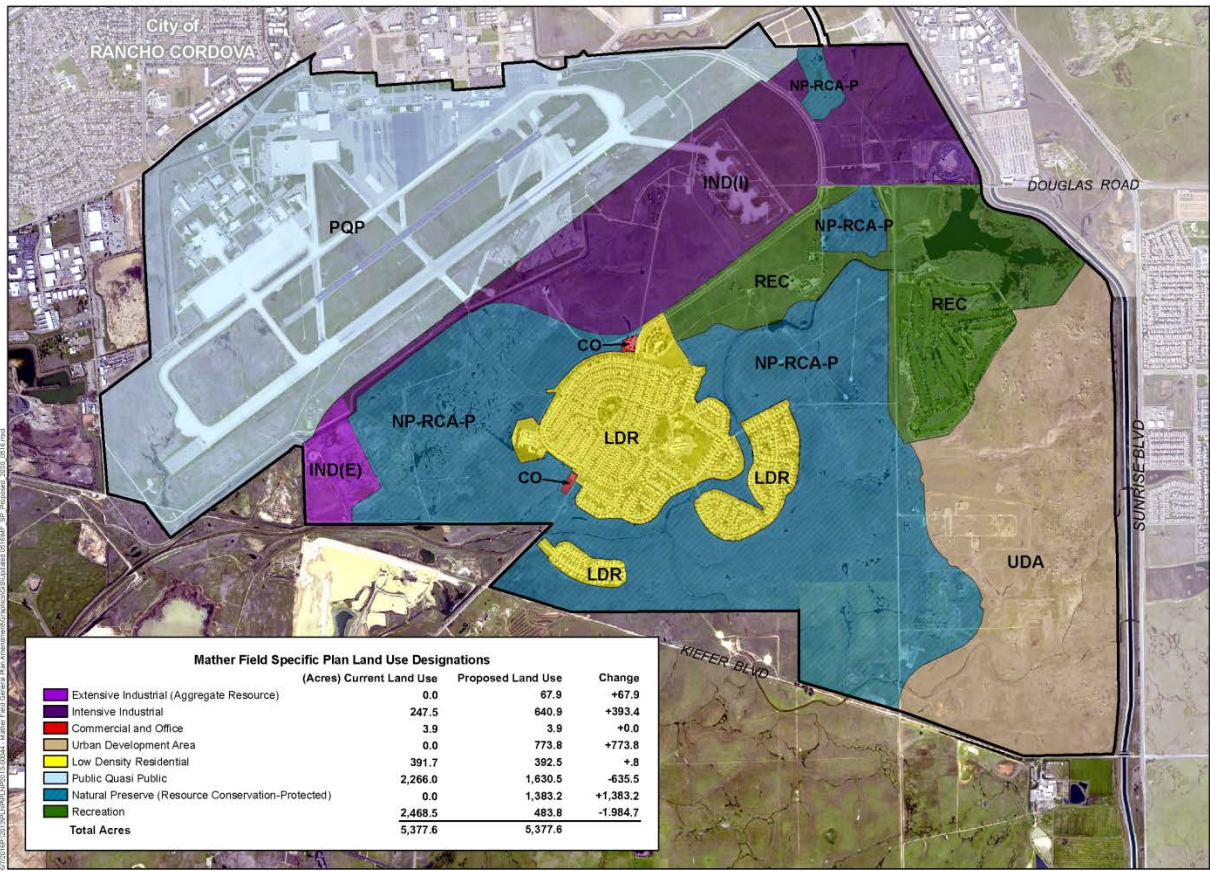 City of
RANCHO CORDOVA
NP-RCA-P
IND(I)
DOUGLAS ROAD
PQP
NP-RCA-P
REC
REC
CO
NP-RCA-P
NP-RCA-P
LDR
IND(E)
CO
LDR
SUNRISE BLVD
UDA
LDR
KIEFER BLVD
Mather Field Specific Plan Land Use Designations
(Acres) Current Land Use Proposed Land Use Change
Extensive Industrial (Aggregate Resource) 0.0 67.9 +67.9
Intensive Industrial 247.5 640.9 +393.4
Commercial and Office 3.9 3.9 +0.0
Urban Development Area 0.0 773.8 +773.8
Low Density Residential 391.7 392.5 +.8
Public Quasi Public 2,266.0 1,630.5 -635.5
Natural Preserve (Resource Conservation-Protected) 0.0 1,383.2 +1,383.2
Recreation 2,468.5 483.8 -1.984.7
Total Acres 5,377.6 5,377.6